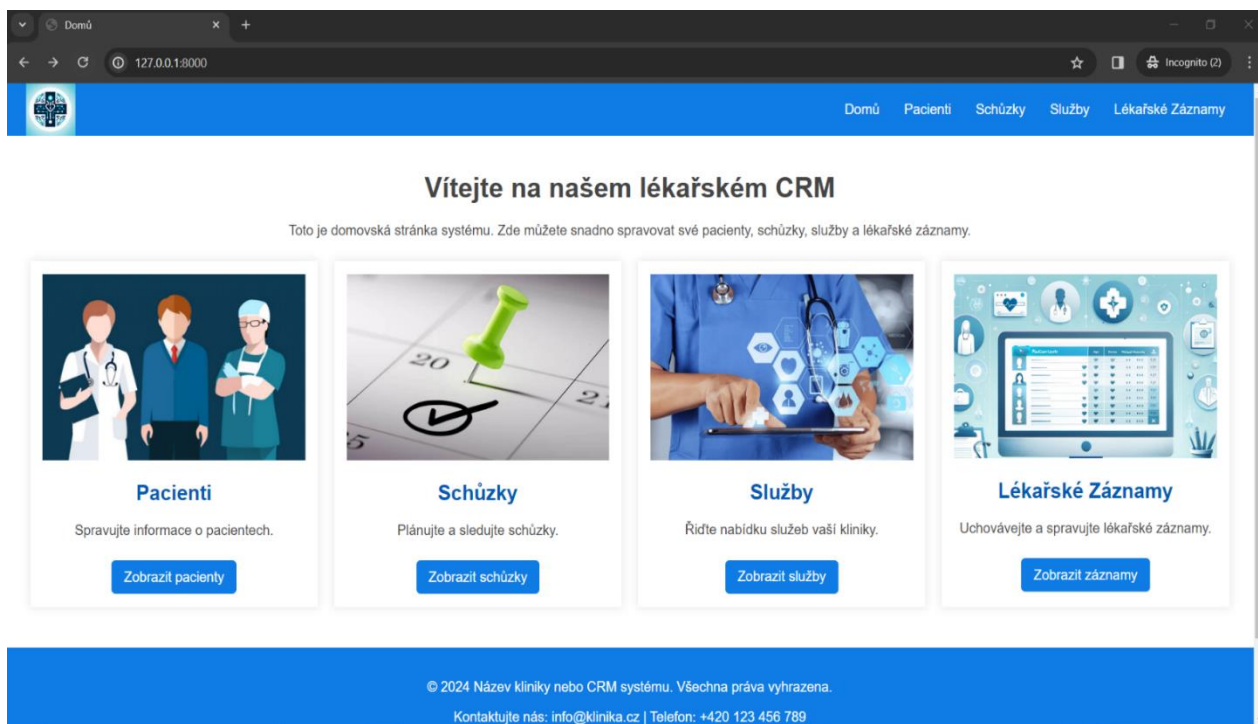 Domů
127.0.0.1:8000
Incognito (2)
Domů Pacienti Schůzky Služby Lékařské Záznamy
Vítejte na našem lékařském CRM
Toto je domovská stránka systému. Zde můžete snadno spravovat své pacienty, schůzky, služby a lékařské záznamy.
20
21
Pacienti
Spravujte informace o pacientech.
Zobrazit pacienty
Schůzky
Plánujte a sledujte schůzky.
Zobrazit schůzky
Služby
Řiďte nabídku služeb vaší kliniky.
Zobrazit služby
Lékařské Záznamy
Uchovávejte a spravujte lékařské záznamy.
Zobrazit záznamy
© 2024 Název kliniky nebo CRM systému. Všechna práva vyhrazena.
Kontaktujte nás: info@klinika.cz | Telefon: +420 123 456 789